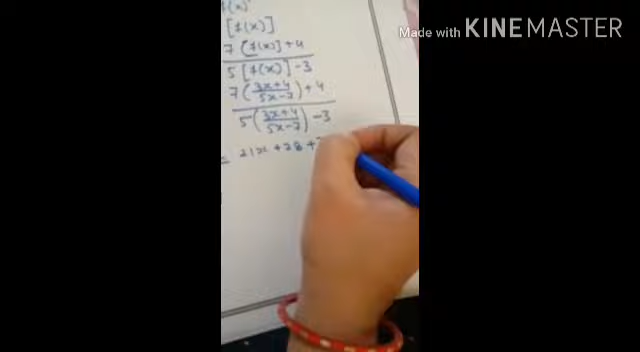 Made with KINEMASTER
f(x)
[f(x)]
7 [f(x)] + 4
5 [f(x)] - 3
7 ( 3x+4 / 5x-7 ) + 4
5 ( 3x+4 / 5x-7 ) - 3
= 21x + 28 +